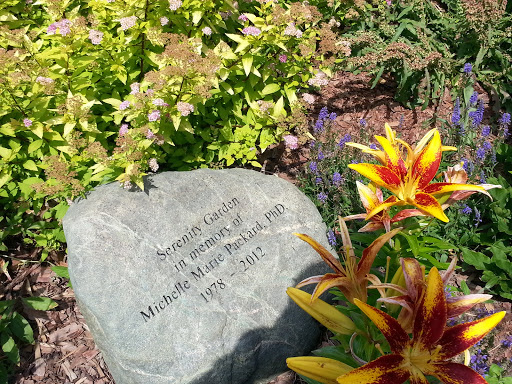 Serenity Garden
in memory of
Michelle Marie Packard, PhD.
1978 - 2012